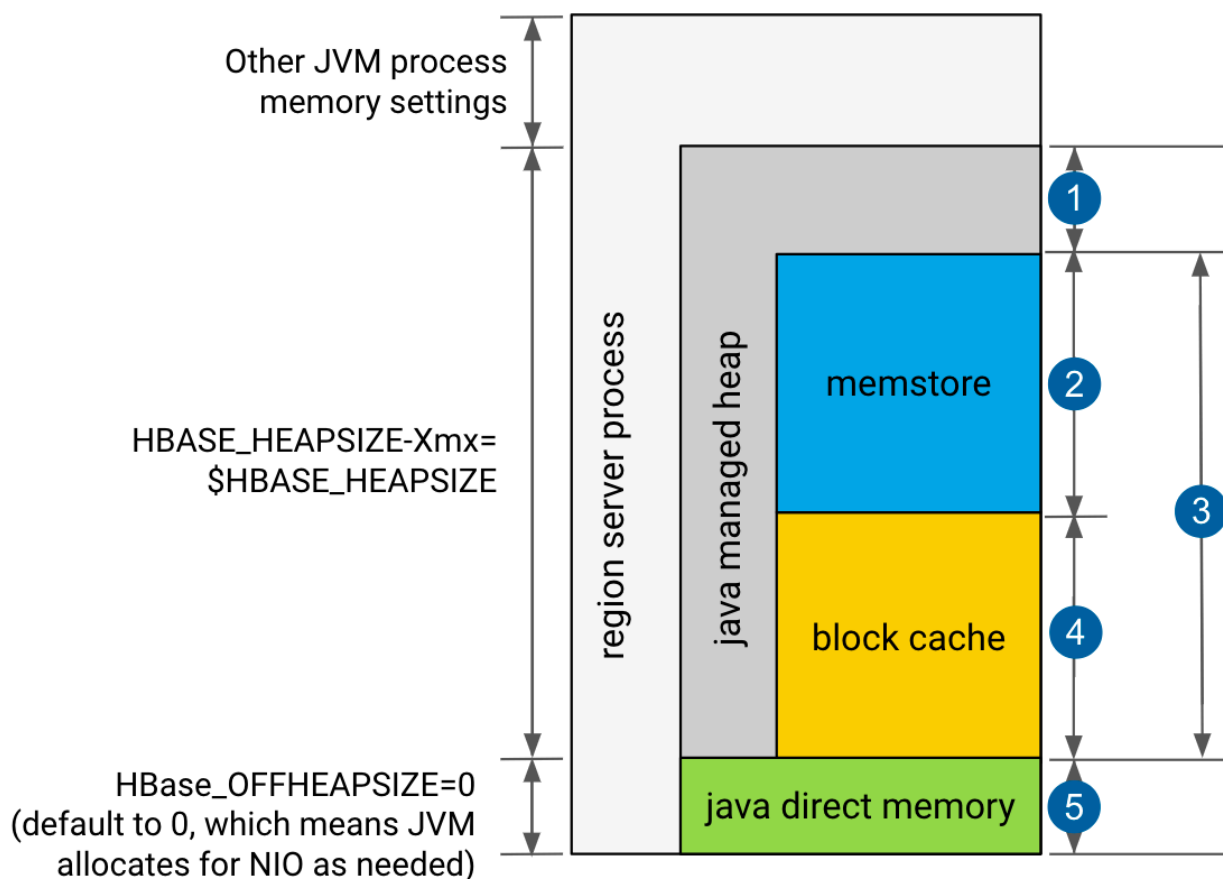 Other JVM process
memory settings
1
memstore
2
region server process
java managed heap
HBASE_HEAPSIZE-Xmx=
$HBASE_HEAPSIZE
3
block cache
4
HBase_OFFHEAPSIZE=0
(default to 0, which means JVM
allocates for NIO as needed)
java direct memory
5